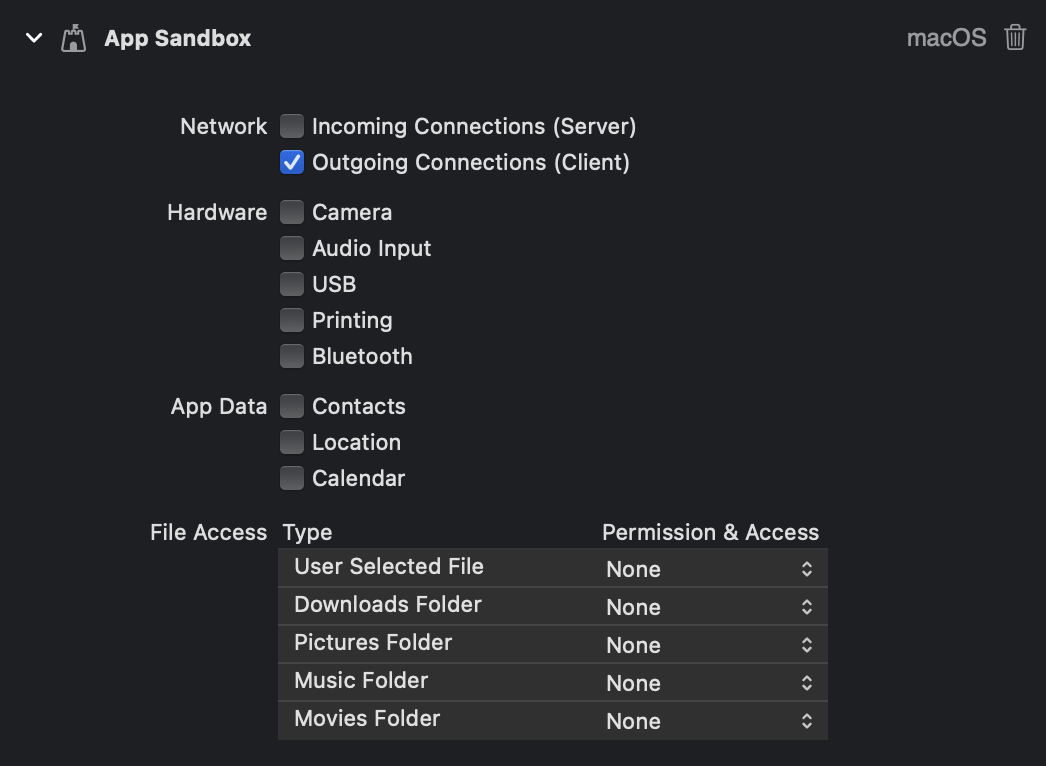 App Sandbox macOS
Network Incoming Connections (Server)
Outgoing Connections (Client)
Hardware Camera
Audio Input
USB
Printing
Bluetooth
App Data Contacts
Location
Calendar
File Access Type Permission & Access
User Selected File None
Downloads Folder None
Pictures Folder None
Music Folder None
Movies Folder None